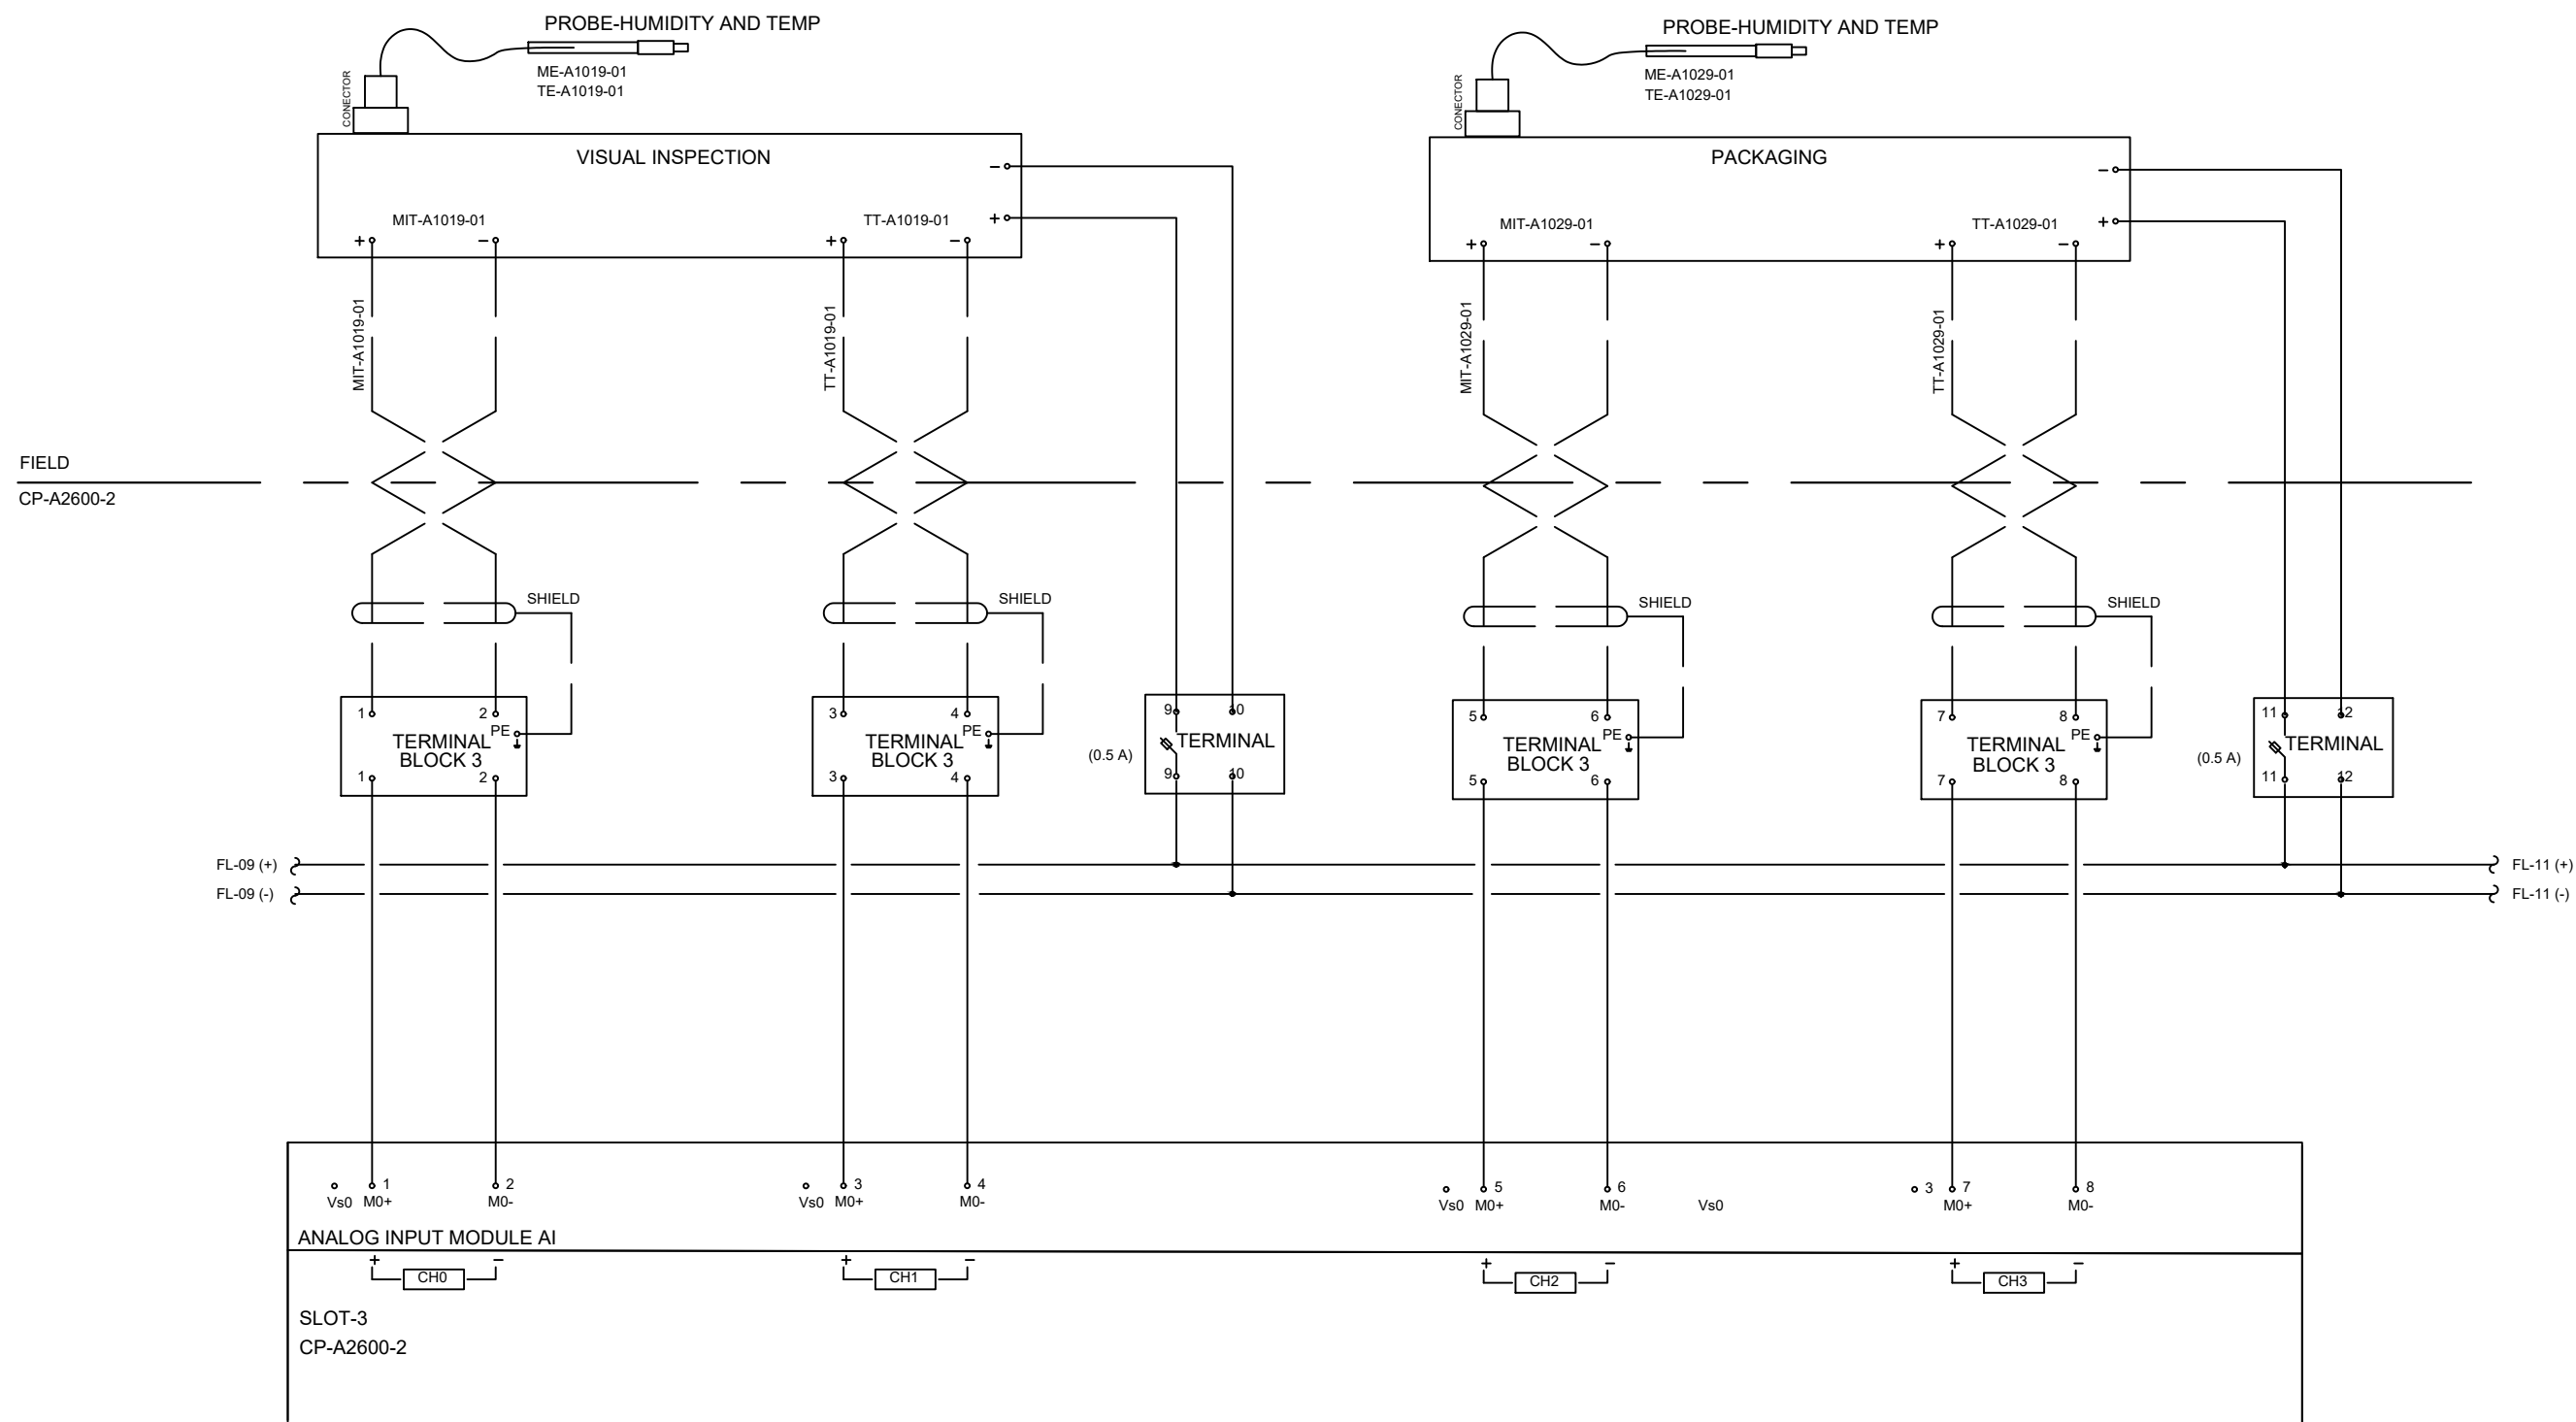 PROBE-HUMIDITY AND TEMP
PROBE-HUMIDITY AND TEMP
CONECTOR
ME-A1019-01
TE-A1019-01
CONECTOR
ME-A1029-01
TE-A1029-01
VISUAL INSPECTION
PACKAGING
−
+
−
+
MIT-A1019-01
TT-A1019-01
MIT-A1029-01
TT-A1029-01
+ − + −
+ − + −
MIT-A1019-01
TT-A1019-01
MIT-A1029-01
TT-A1029-01
FIELD
CP-A2600-2
SHIELD
SHIELD
SHIELD
SHIELD
1 2
PE
TERMINAL
BLOCK 3
1 2
3 4
PE
TERMINAL
BLOCK 3
3 4
9 10
(0.5 A)
TERMINAL
9 10
5 6
PE
TERMINAL
BLOCK 3
5 6
7 8
PE
TERMINAL
BLOCK 3
7 8
11 12
(0.5 A)
TERMINAL
11 12
FL-09 (+)
FL-11 (+)
FL-09 (-)
FL-11 (-)
1 2 3 4 5 6 3 7 8
Vs0 M0+ M0- Vs0 M0+ M0- Vs0 M0+ M0- Vs0 M0+ M0-
ANALOG INPUT MODULE AI
+ − + − + − + −
CH0 CH1 CH2 CH3
SLOT-3
CP-A2600-2